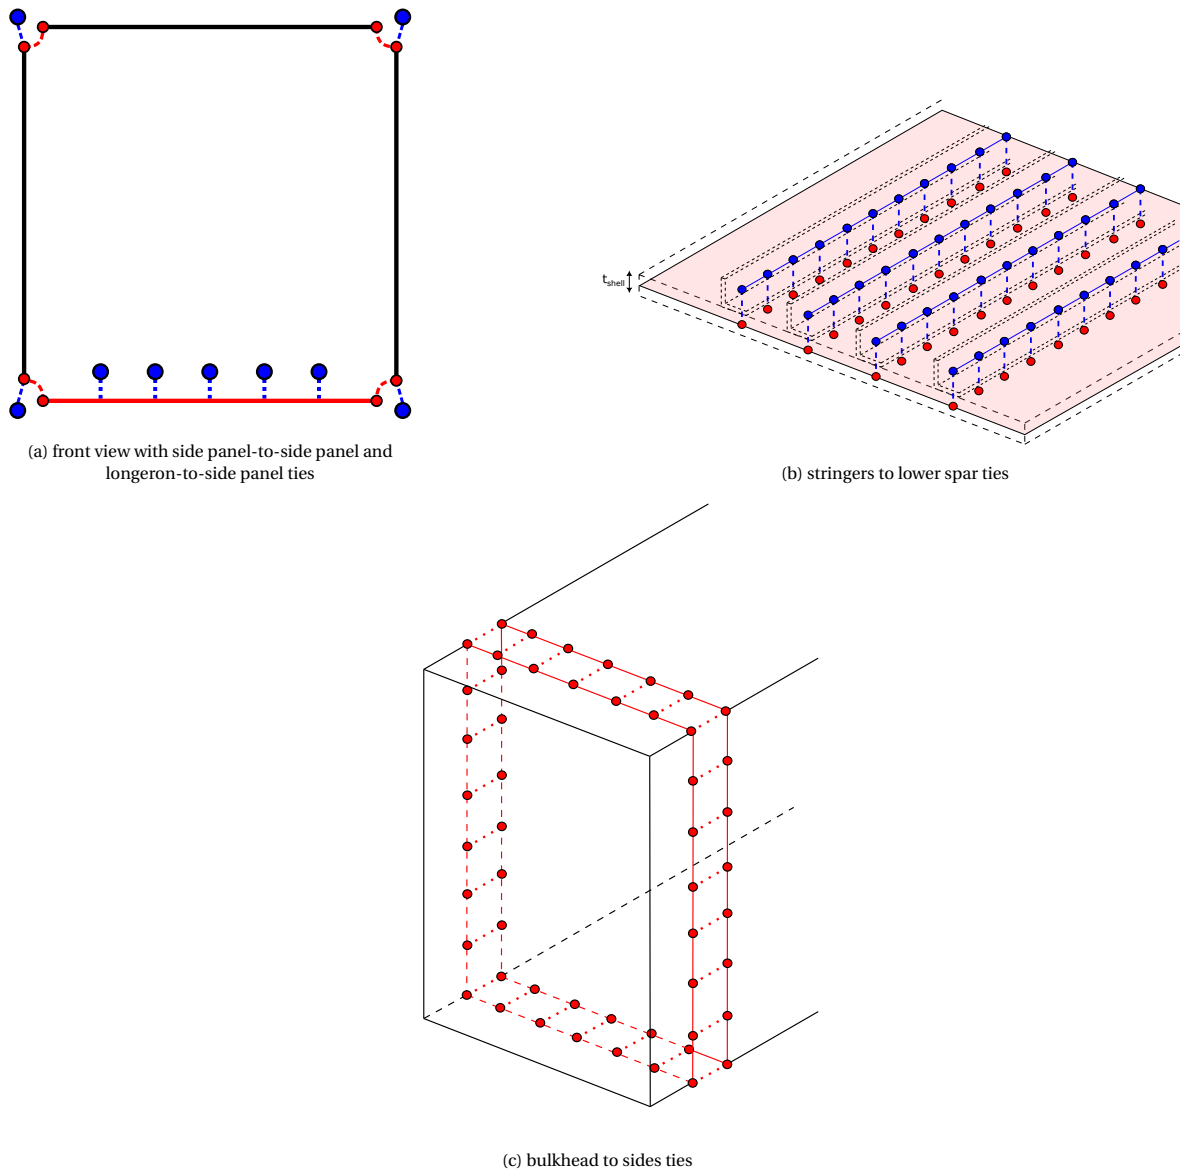 t_shell
(a) front view with side panel-to-side panel and
longeron-to-side panel ties
(b) stringers to lower spar ties
(c) bulkhead to sides ties